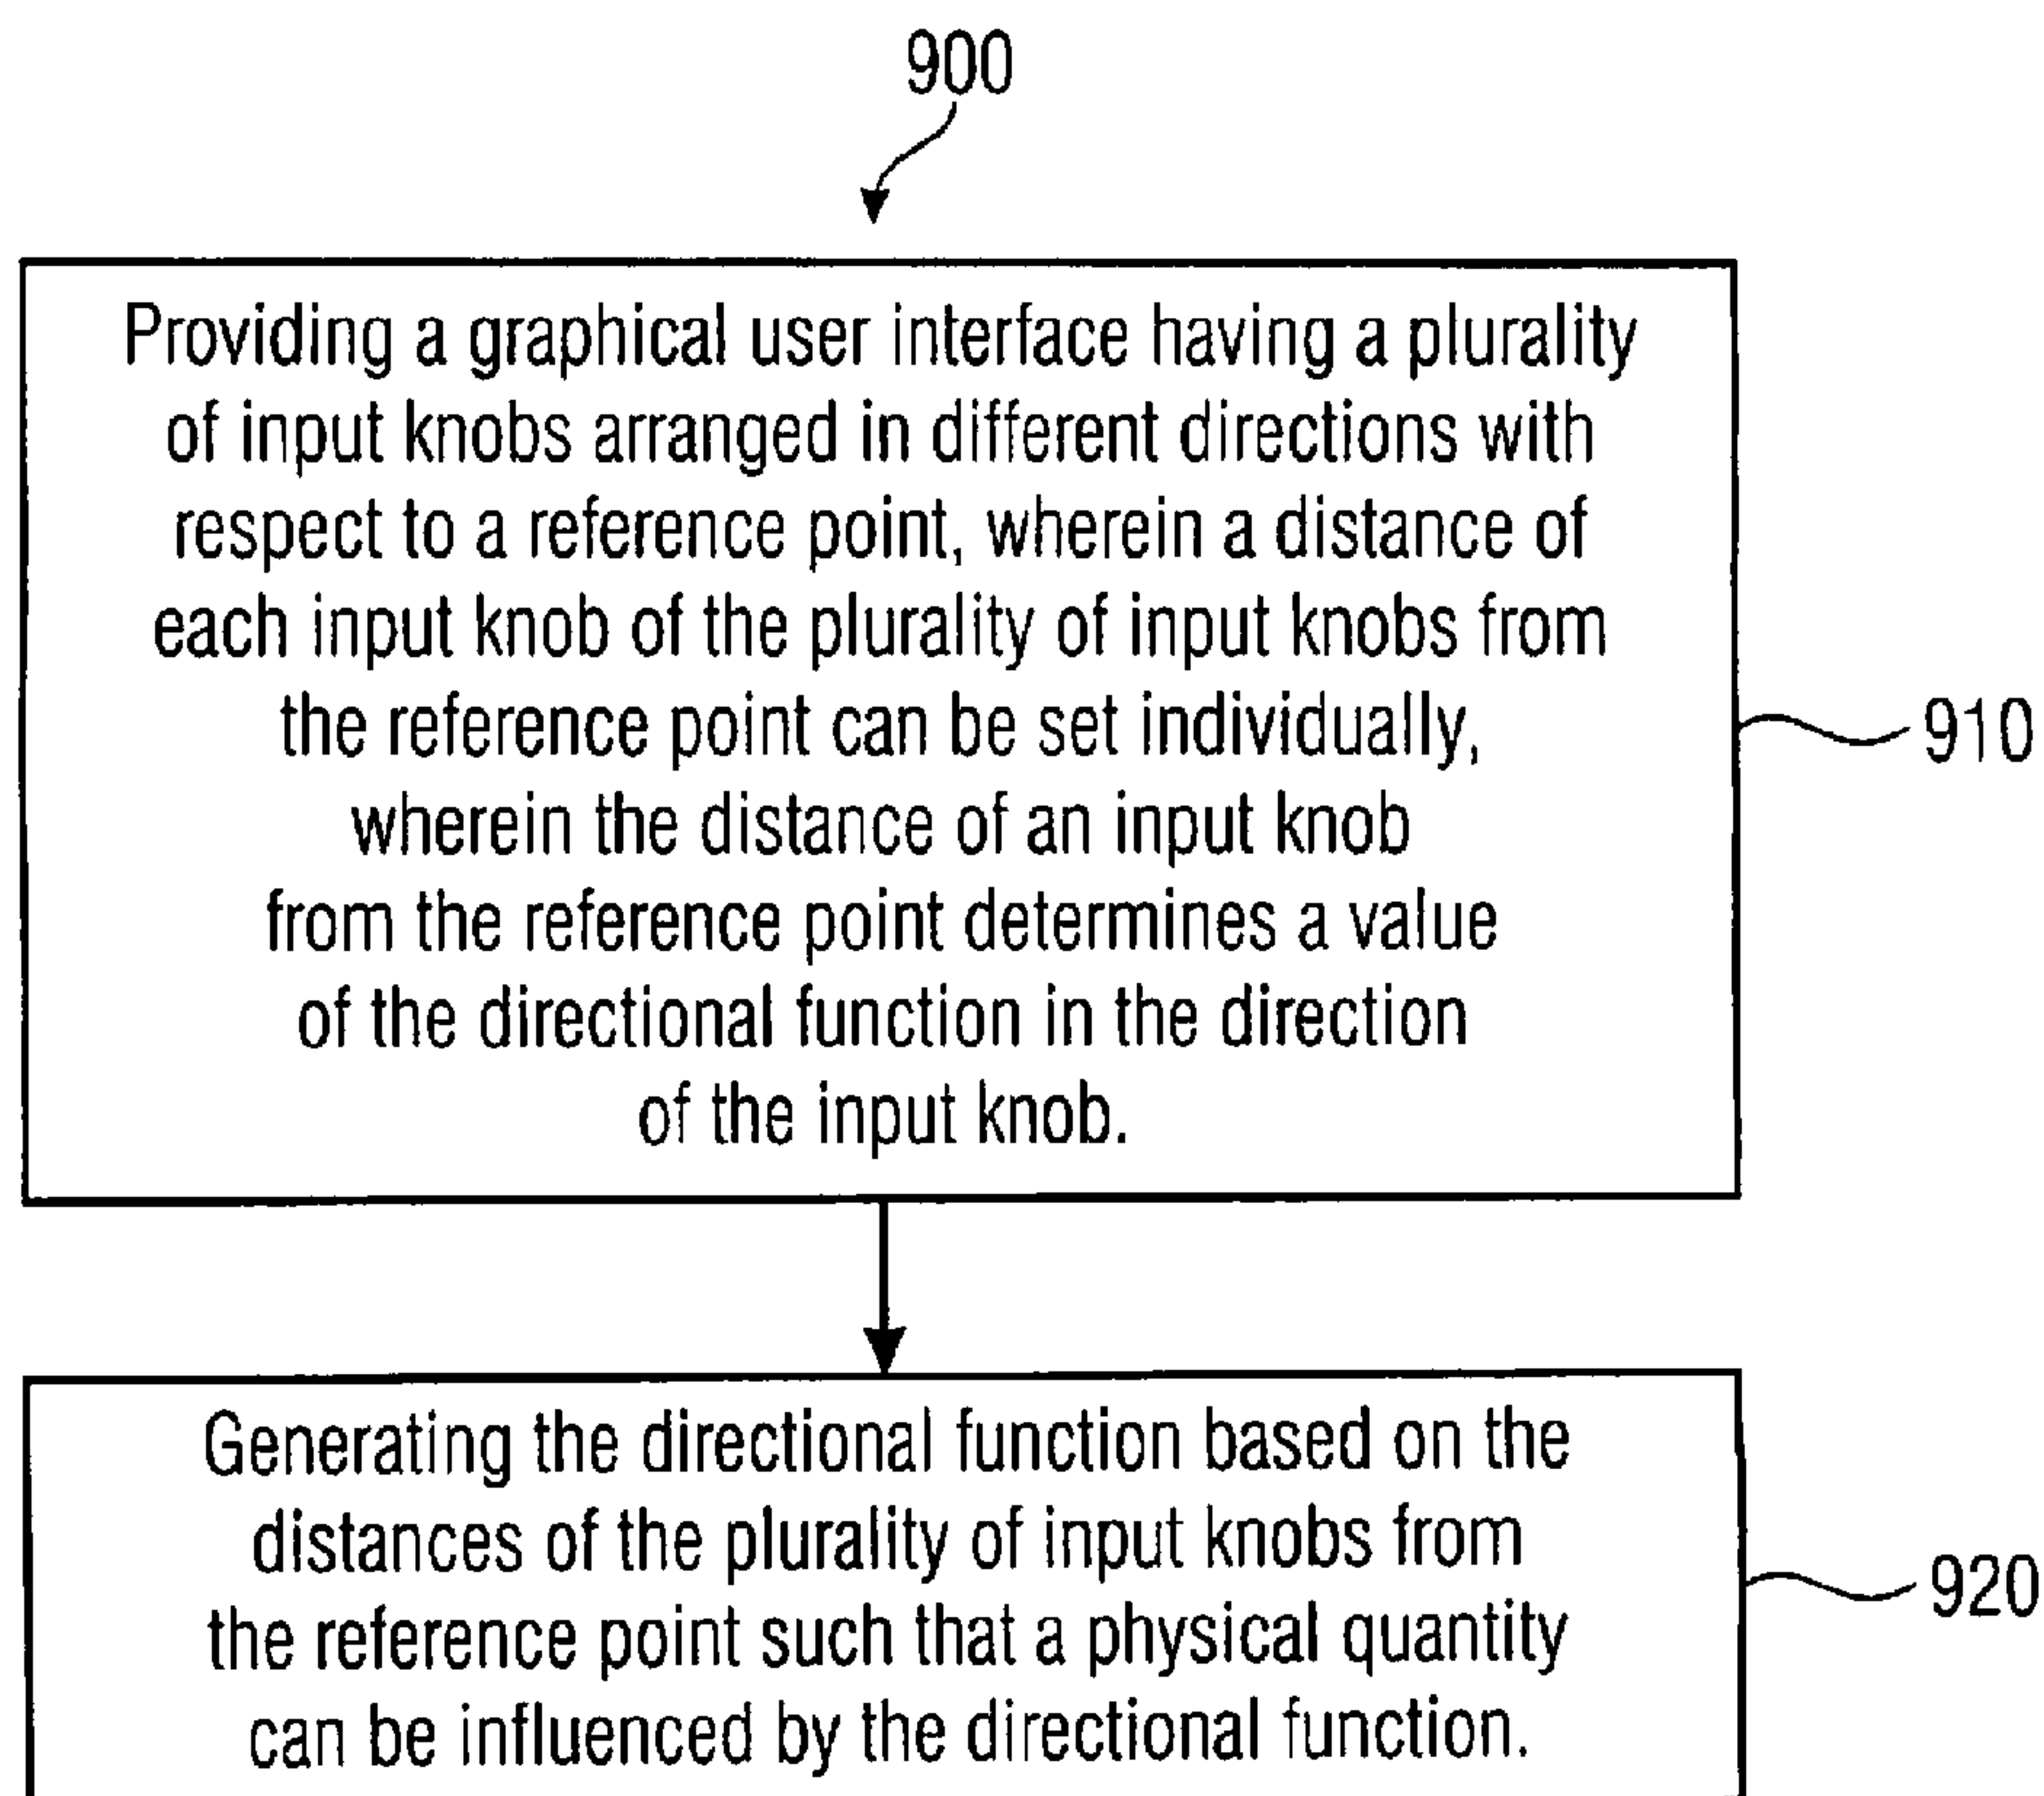 900
Providing a graphical user interface having a plurality
of input knobs arranged in different directions with
respect to a reference point, wherein a distance of
each input knob of the plurality of input knobs from
the reference point can be set individually,
wherein the distance of an input knob
from the reference point determines a value
of the directional function in the direction
of the input knob.
910
Generating the directional function based on the
distances of the plurality of input knobs from
the reference point such that a physical quantity
can be influenced by the directional function.
920